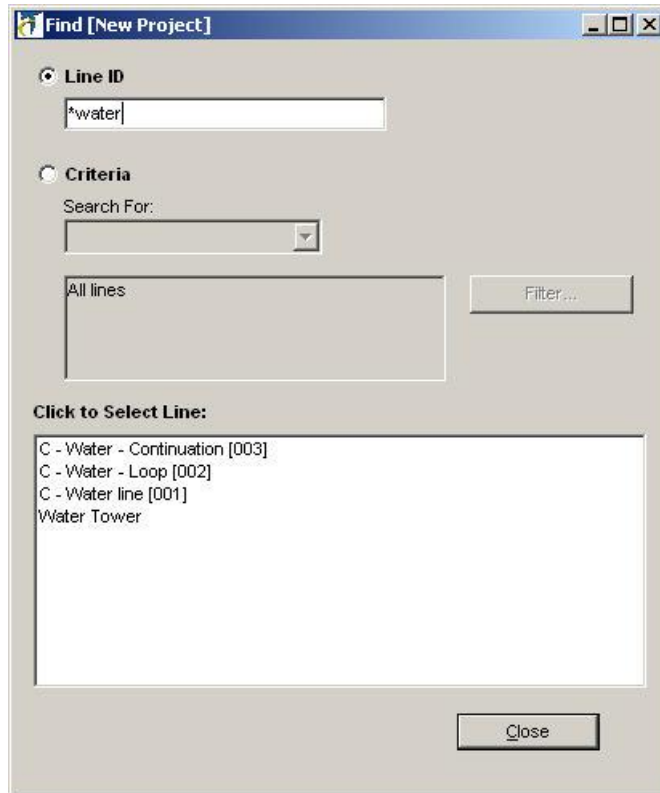 Find [New Project]
Line ID
*water
Criteria
Search For:
All lines
Filter...
Click to Select Line:
C - Water - Continuation [003]
C - Water - Loop [002]
C - Water line [001]
Water Tower
Close